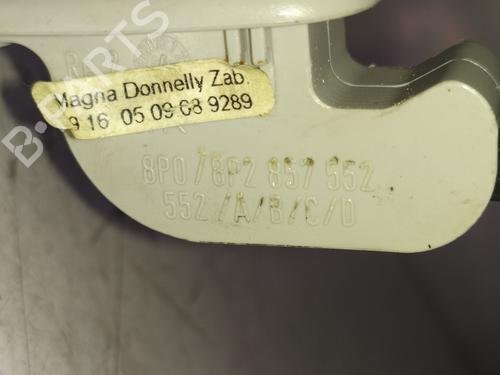 Magna Donnelly Zab.
9 16 05 09 08 9289
8P0/8P2 857 552
552/A/B/C/D
B-PARTS